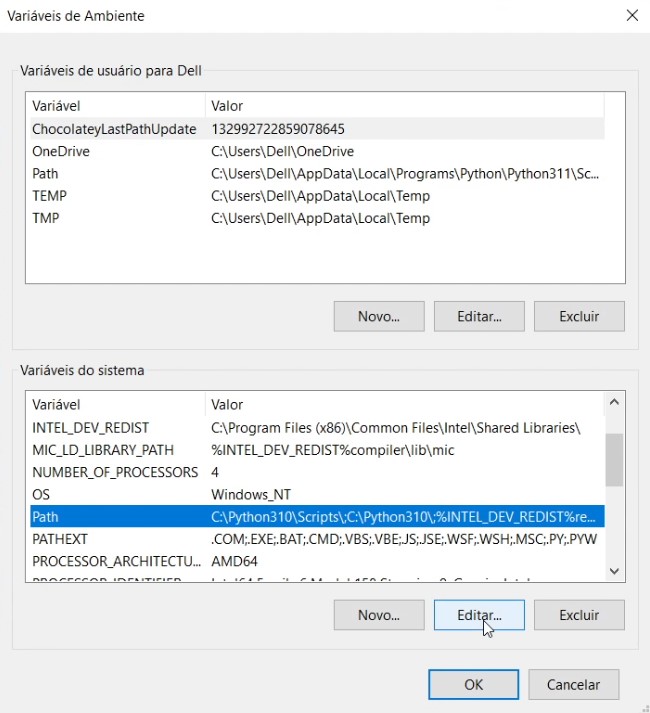 Variáveis de Ambiente
Variáveis de usuário para Dell
Variável Valor
ChocolateyLastPathUpdate 132992722859078645
OneDrive C:\Users\Dell\OneDrive
Path C:\Users\Dell\AppData\Local\Programs\Python\Python311\Sc...
TEMP C:\Users\Dell\AppData\Local\Temp
TMP C:\Users\Dell\AppData\Local\Temp
Novo... Editar... Excluir
Variáveis do sistema
Variável Valor
INTEL_DEV_REDIST C:\Program Files (x86)\Common Files\Intel\Shared Libraries\
MIC_LD_LIBRARY_PATH %INTEL_DEV_REDIST%compiler\lib\mic
NUMBER_OF_PROCESSORS 4
OS Windows_NT
Path C:\Python310\Scripts\;C:\Python310\;%INTEL_DEV_REDIST%re...
PATHEXT .COM;.EXE;.BAT;.CMD;.VBS;.VBE;.JS;.JSE;.WSF;.WSH;.MSC;.PY;.PYW
PROCESSOR_ARCHITECTU... AMD64
Novo... Editar... Excluir
OK Cancelar